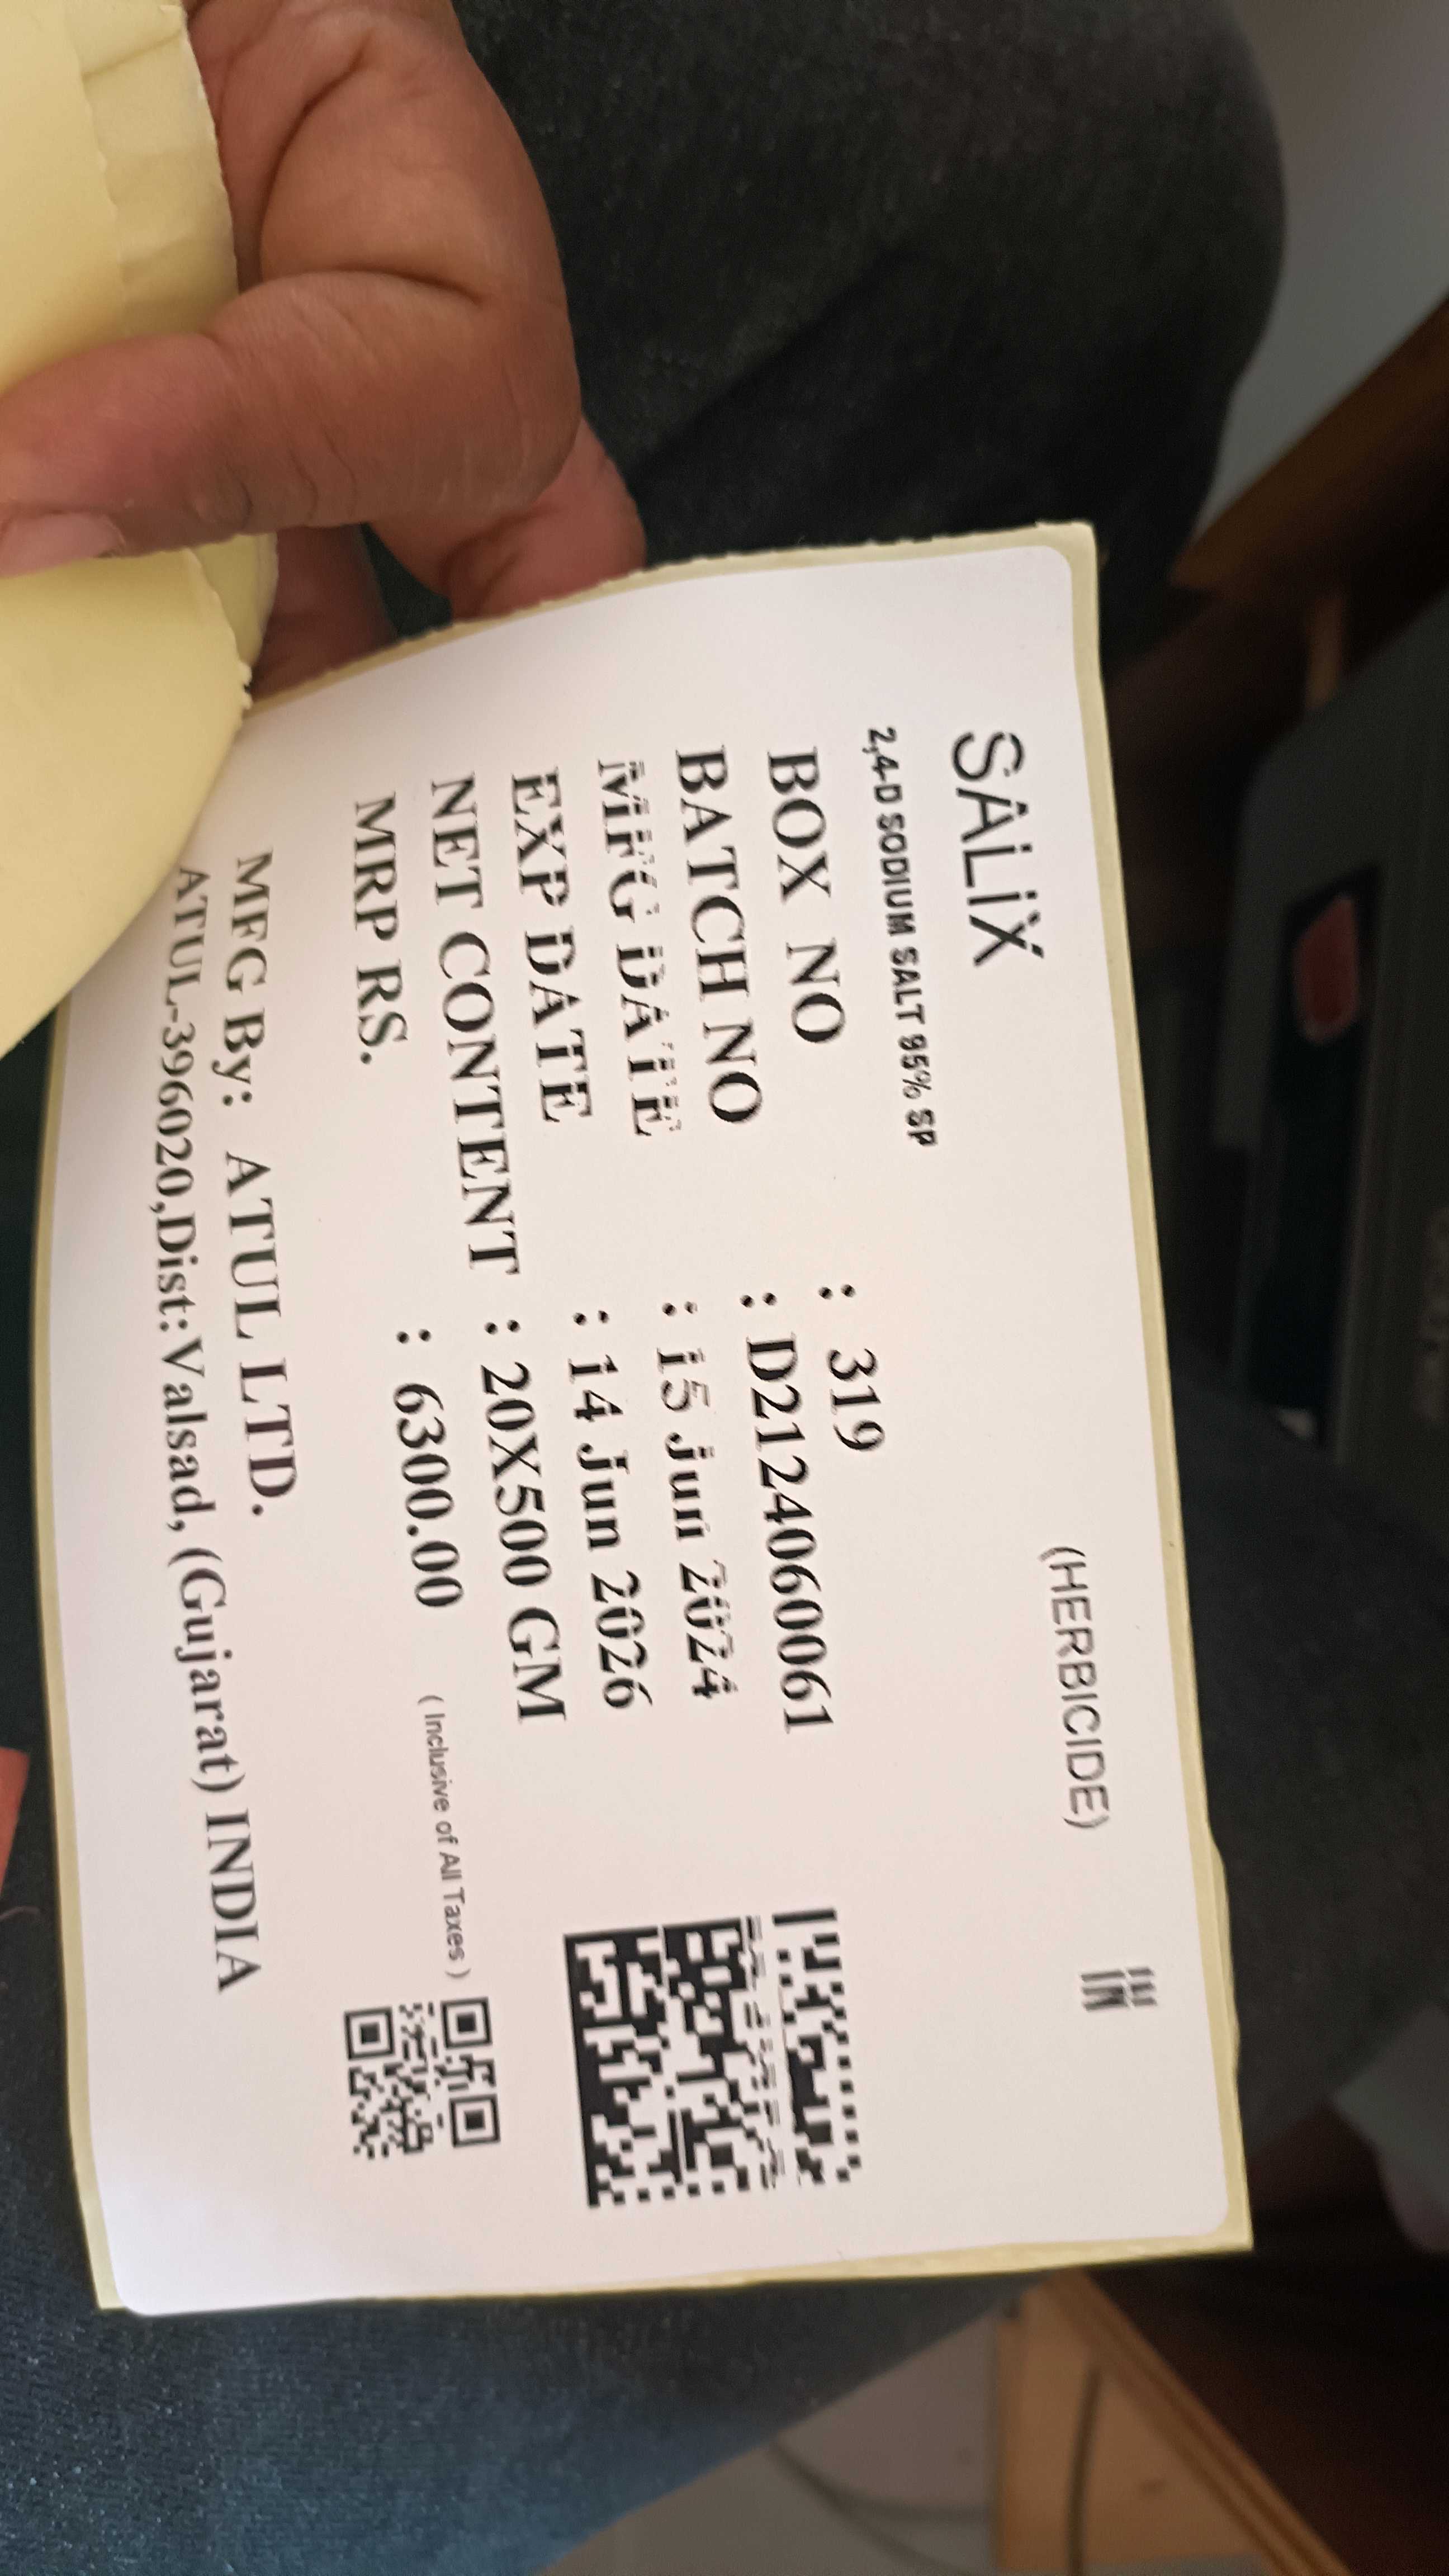 SALIX (HERBICIDE) IN
2,4-D SODIUM SALT 95% SP
BOX NO : 319
BATCH NO : D2124060061
MFG DATE : 15 Jun 2024
EXP DATE : 14 Jun 2026
NET CONTENT : 20X500 GM
MRP RS. : 6300.00 ( Inclusive of All Taxes )
MFG By: ATUL LTD.
ATUL-396020,Dist:Valsad, (Gujarat) INDIA